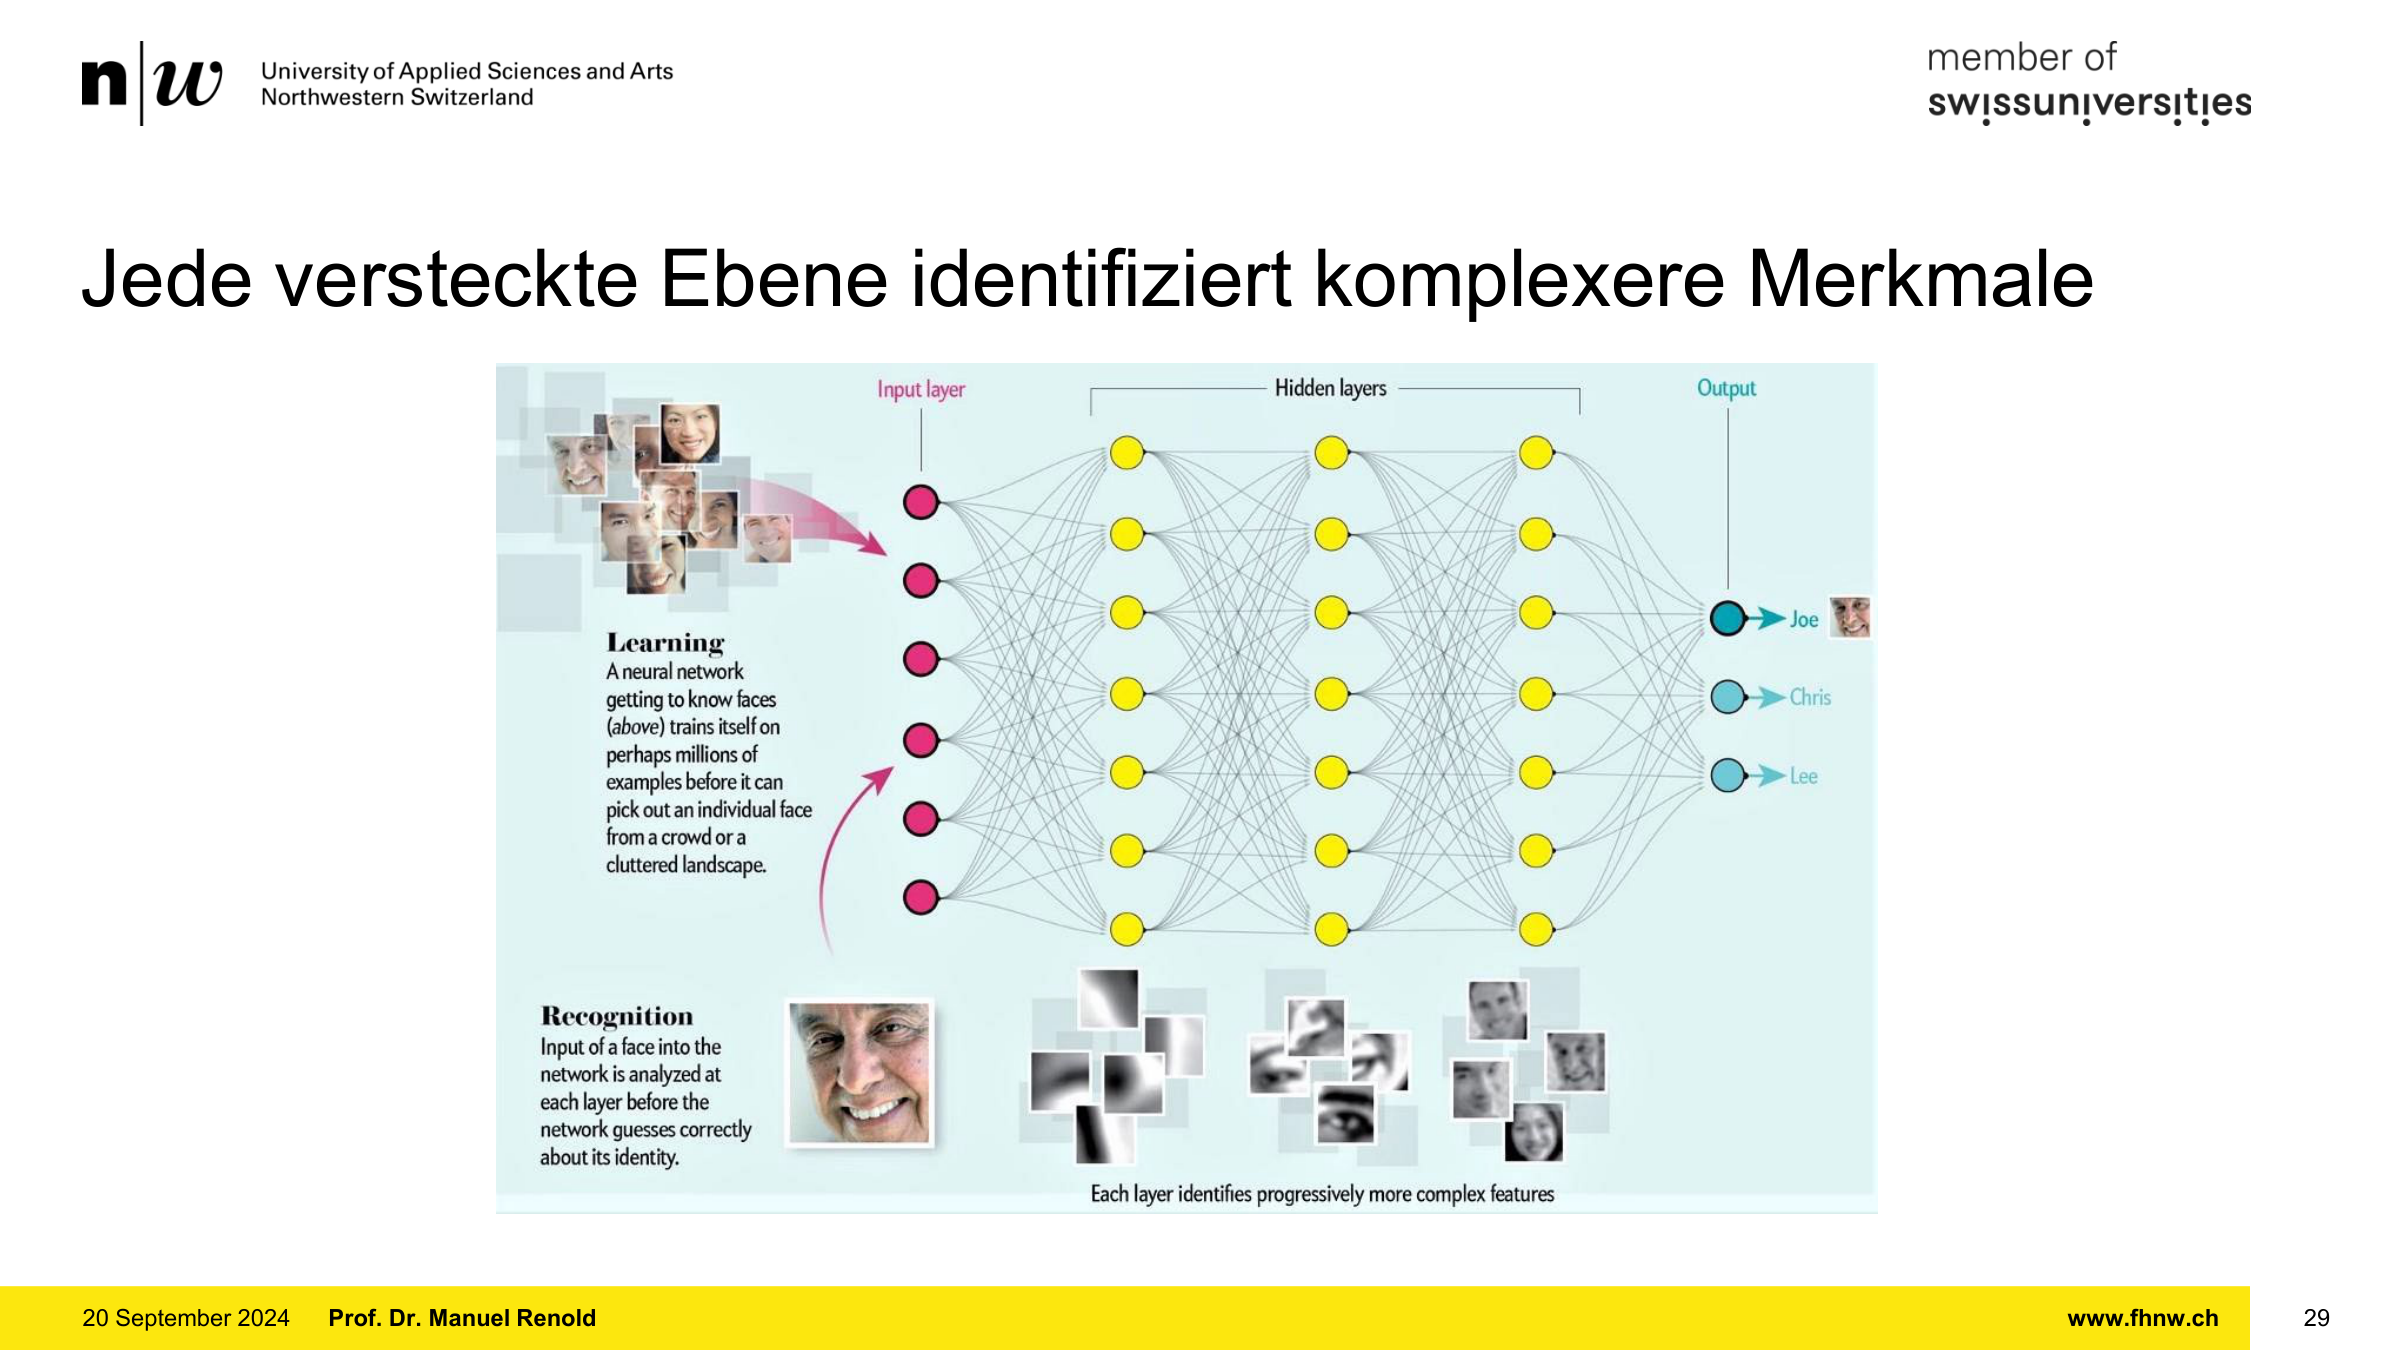 n|w
University of Applied Sciences and Arts
Northwestern Switzerland
member of
swissuniversities
Jede versteckte Ebene identifiziert komplexere Merkmale
Input layer
Hidden layers
Output
Learning
A neural network
getting to know faces
(above) trains itself on
perhaps millions of
examples before it can
pick out an individual face
from a crowd or a
cluttered landscape.
Joe
Chris
Lee
Recognition
Input of a face into the
network is analyzed at
each layer before the
network guesses correctly
about its identity.
Each layer identifies progressively more complex features
20 September 2024 Prof. Dr. Manuel Renold
www.fhnw.ch
29